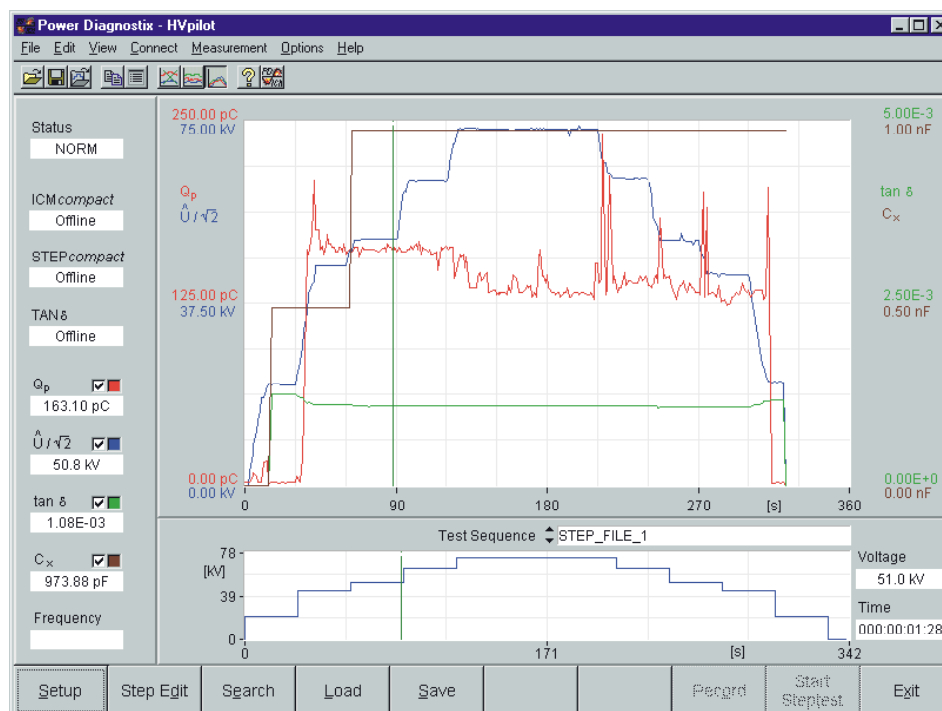 Power Diagnostix - HVpilot
File Edit View Connect Measurement Options Help
Status
NORM
ICMcompact
Offline
STEPcompact
Offline
TAN δ
Offline
Qp
163.10 pC
Û/√2
50.8 kV
tan δ
1.08E-03
Cx
973.88 pF
Frequency
250.00 pC
75.00 kV
Qp
Û/√2
125.00 pC
37.50 kV
0.00 pC
0.00 kV
0 90 180 270 [s] 360
5.00E-3
1.00 nF
tan δ
Cx
2.50E-3
0.50 nF
0.00E+0
0.00 nF
Test Sequence STEP_FILE_1
78
[kV]
39
0
0 171 [s] 342
Voltage
51.0 kV
Time
000:00:01:28
Setup Step Edit Search Load Save Record Start Steptest Exit